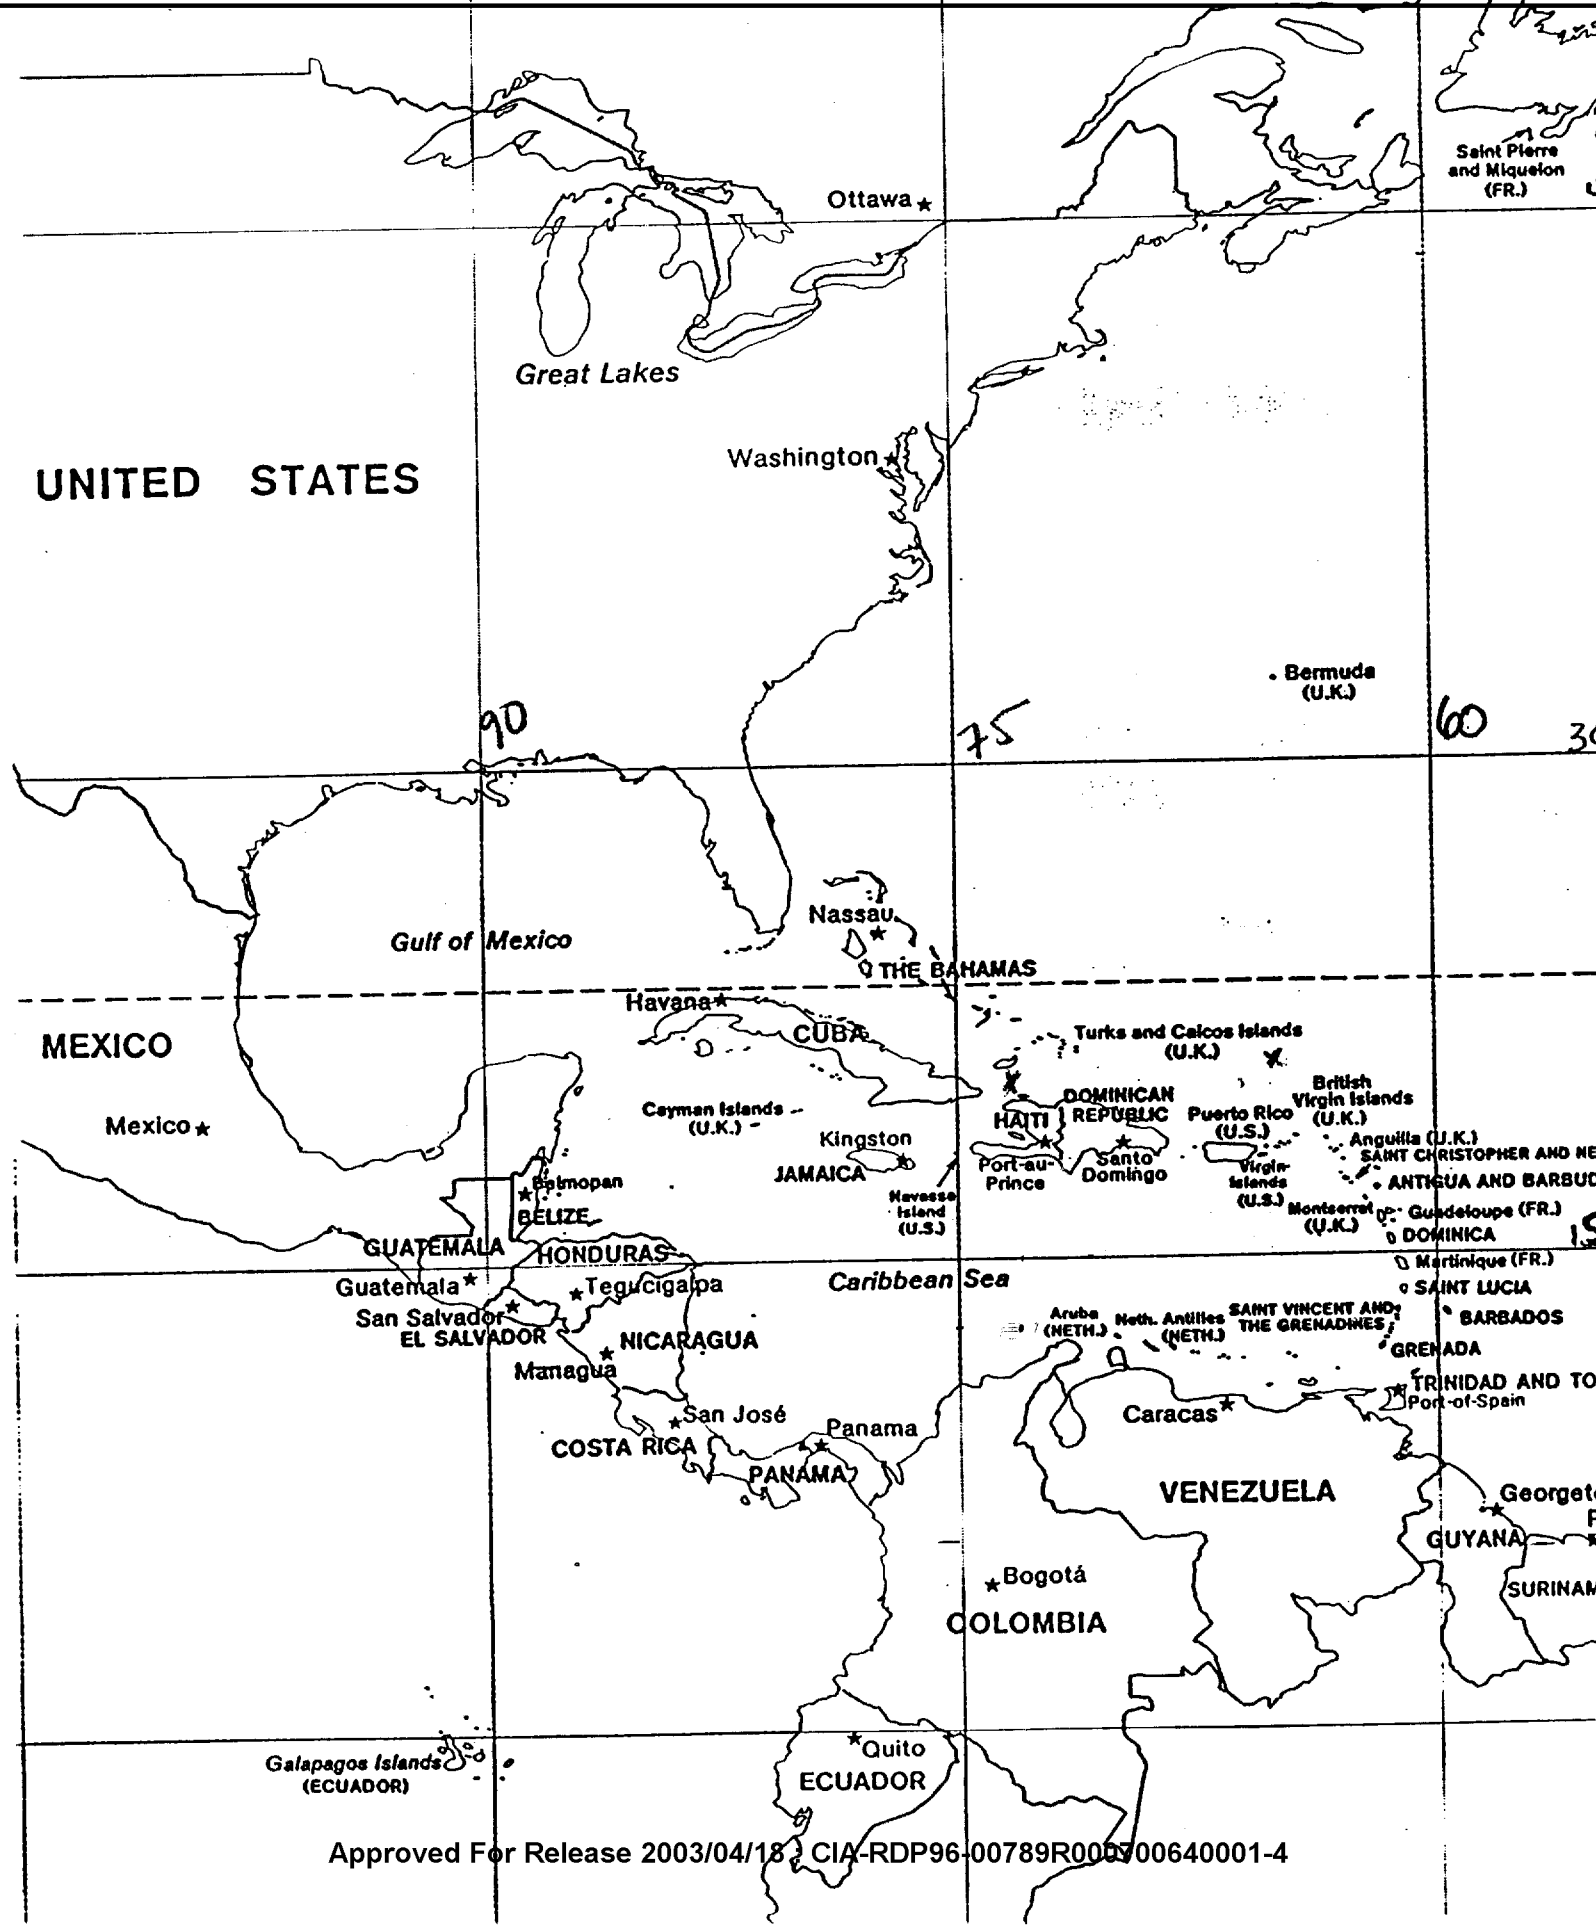 Saint Pierre
and Miquelon
(FR.)
Ottawa
Great Lakes
Washington
UNITED STATES
Bermuda
(U.K.)
90
75
60
Nassau
Gulf of Mexico
THE BAHAMAS
Havana
CUBA
MEXICO
Turks and Caicos Islands
(U.K.)
x
x
Mexico
Cayman Islands
(U.K.)
Kingston
JAMAICA
HAITI
DOMINICAN
REPUBLIC
Port-au-
Prince
Santo
Domingo
Navassa
Island
(U.S.)
Puerto Rico
(U.S.)
British
Virgin Islands
(U.K.)
Virgin
Islands
(U.S.)
Anguilla (U.K.)
SAINT CHRISTOPHER AND NE
ANTIGUA AND BARBUD
Montserrat
(U.K.)
Guadeloupe (FR.)
DOMINICA
Martinique (FR.)
SAINT LUCIA
BARBADOS
SAINT VINCENT AND
THE GRENADINES
GRENADA
Aruba
(NETH.)
Neth. Antilles
(NETH.)
TRINIDAD AND TO
Port-of-Spain
Belmopan
BELIZE
GUATEMALA
HONDURAS
Guatemala
Tegucigalpa
San Salvador
EL SALVADOR
NICARAGUA
Managua
Caribbean Sea
San José
COSTA RICA
Panama
PANAMA
Caracas
VENEZUELA
Georget
GUYANA
SURINAM
Bogotá
COLOMBIA
Galapagos Islands
(ECUADOR)
Quito
ECUADOR
Approved For Release 2003/04/18 : CIA-RDP96-00789R000700640001-4